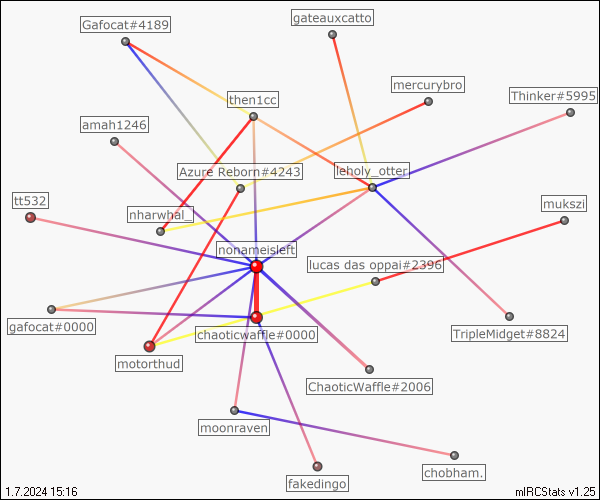 gateauxcatto
Gafocat#4189
mercurybro
Thinker#5995
then1cc
amah1246
Azure Reborn#4243
leholy_otter
tt532
mukszi
nharwhal_
nonameisleft
lucas das oppai#2396
gafocat#0000
chaoticwaffle#0000
TripleMidget#8824
motorthud
ChaoticWaffle#2006
moonraven
chobham.
fakedingo
1.7.2024 15:16
mIRCStats v1.25